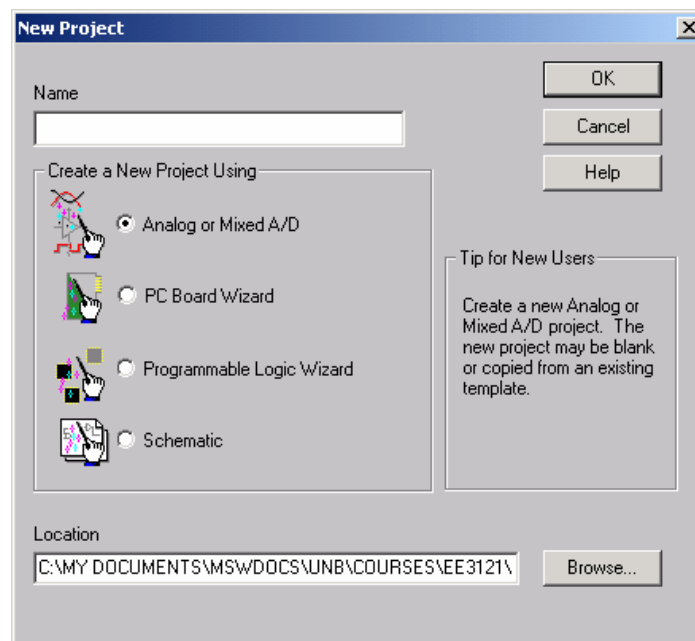 New Project
Name
OK
Cancel
Help
Create a New Project Using
Analog or Mixed A/D
PC Board Wizard
Programmable Logic Wizard
Schematic
Tip for New Users
Create a new Analog or
Mixed A/D project. The
new project may be blank
or copied from an existing
template.
Location
C:\MY DOCUMENTS\MSWDOCS\UNB\COURSES\EE3121\
Browse...